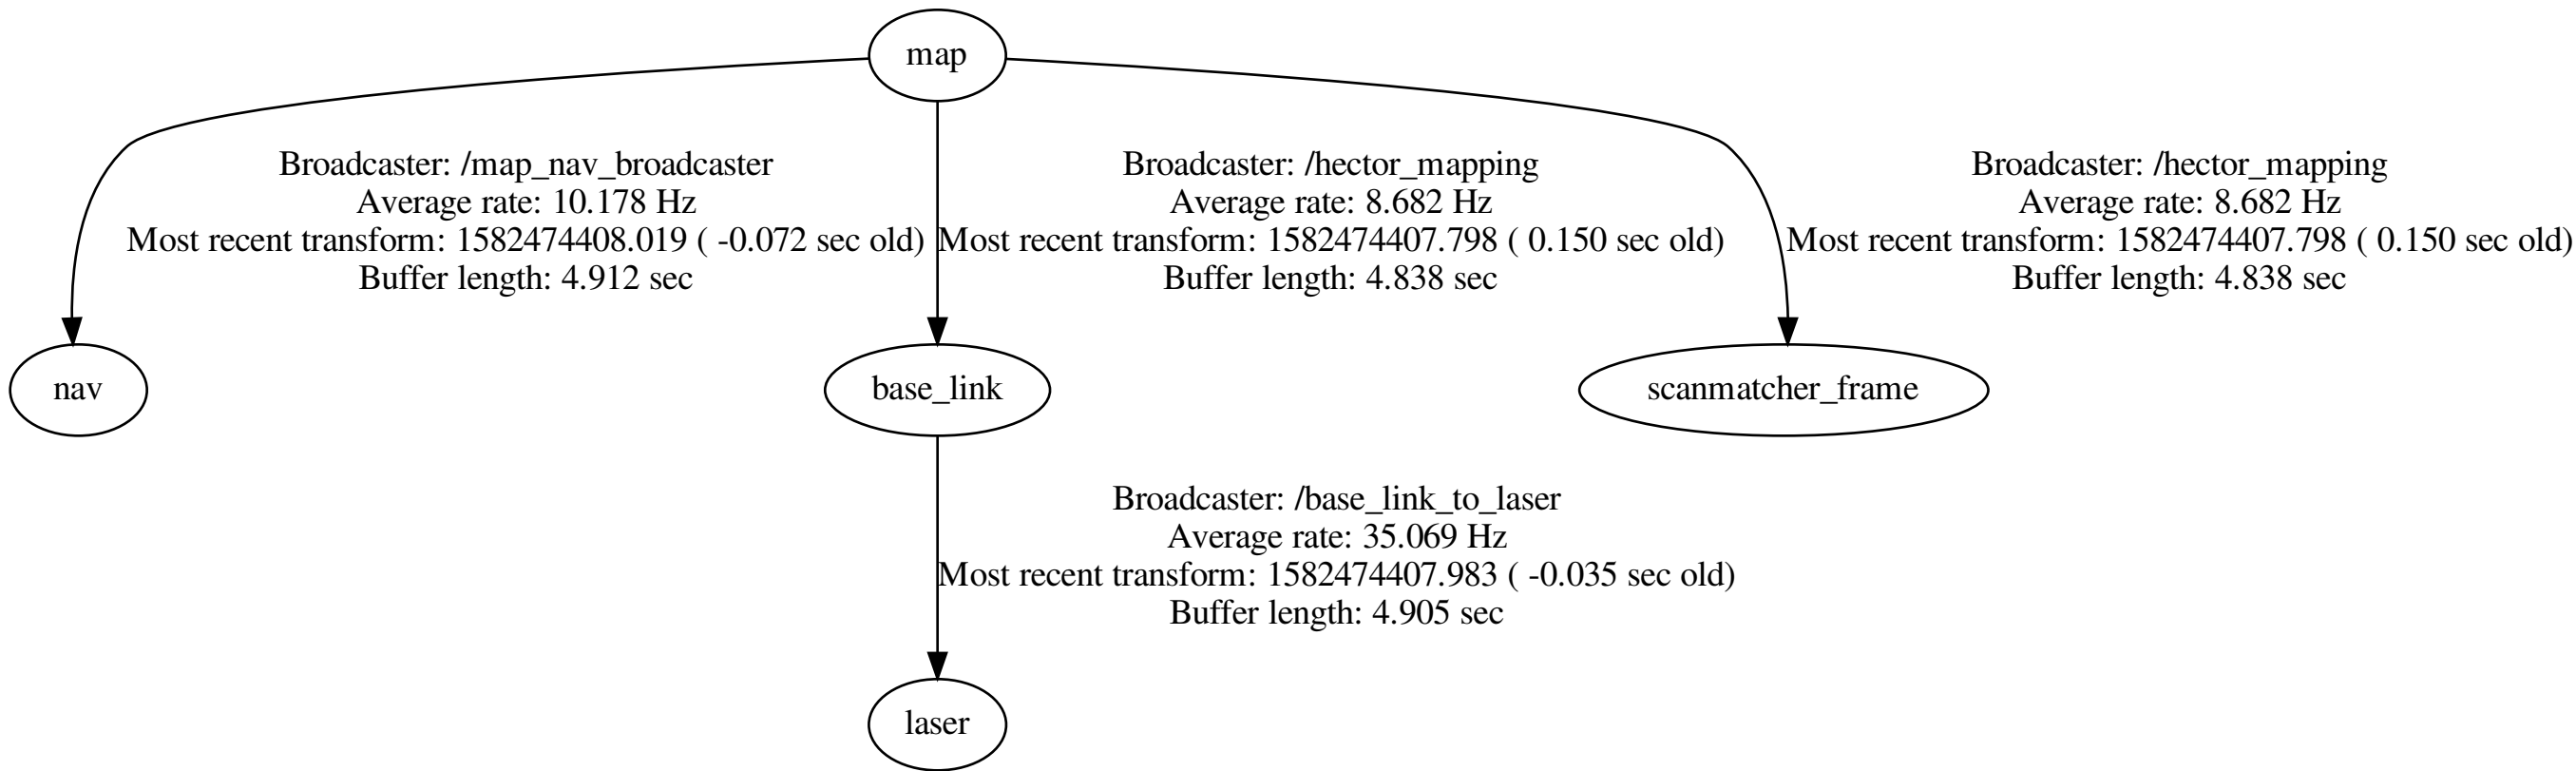 map
Broadcaster: /map_nav_broadcaster
Average rate: 10.178 Hz
Most recent transform: 1582474408.019 ( -0.072 sec old)
Buffer length: 4.912 sec
Broadcaster: /hector_mapping
Average rate: 8.682 Hz
Most recent transform: 1582474407.798 ( 0.150 sec old)
Buffer length: 4.838 sec
Broadcaster: /hector_mapping
Average rate: 8.682 Hz
Most recent transform: 1582474407.798 ( 0.150 sec old)
Buffer length: 4.838 sec
nav
base_link
scanmatcher_frame
Broadcaster: /base_link_to_laser
Average rate: 35.069 Hz
Most recent transform: 1582474407.983 ( -0.035 sec old)
Buffer length: 4.905 sec
laser